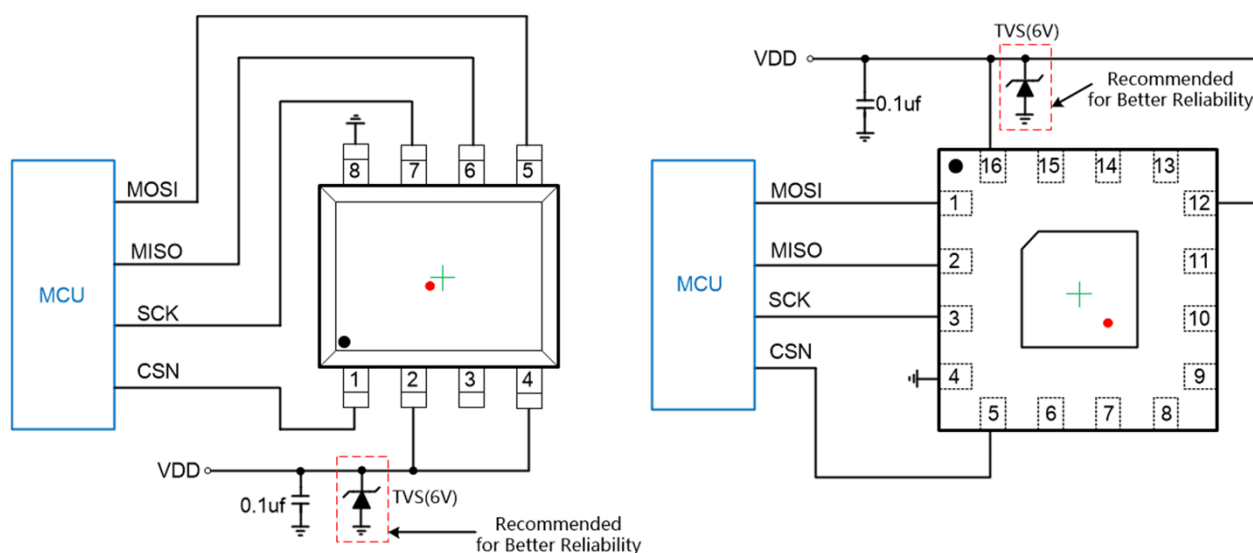 MCU
MOSI
MISO
SCK
CSN
8 7 6 5
1 2 3 4
VDD
0.1uf
TVS(6V)
Recommended
for Better Reliability
TVS(6V)
VDD
0.1uf
Recommended
for Better Reliability
MCU
MOSI
MISO
SCK
CSN
16 15 14 13
1
2
3
4
12
11
10
9
5 6 7 8